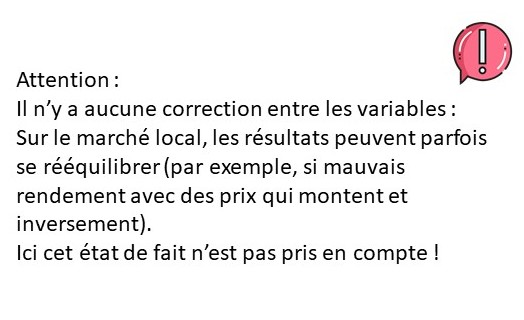 Attention :
Il n’y a aucune correction entre les variables :
Sur le marché local, les résultats peuvent parfois
se rééquilibrer (par exemple, si mauvais
rendement avec des prix qui montent et
inversement).
Ici cet état de fait n’est pas pris en compte !